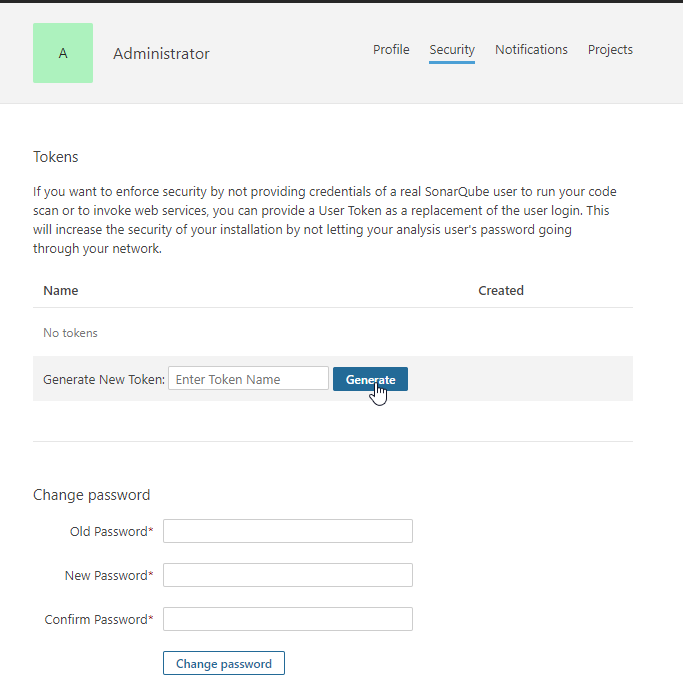 A
Administrator
Profile Security Notifications Projects
Tokens
If you want to enforce security by not providing credentials of a real SonarQube user to run your code
scan or to invoke web services, you can provide a User Token as a replacement of the user login. This
will increase the security of your installation by not letting your analysis user's password going
through your network.
Name Created
No tokens
Generate New Token: Enter Token Name Generate
Change password
Old Password*
New Password*
Confirm Password*
Change password